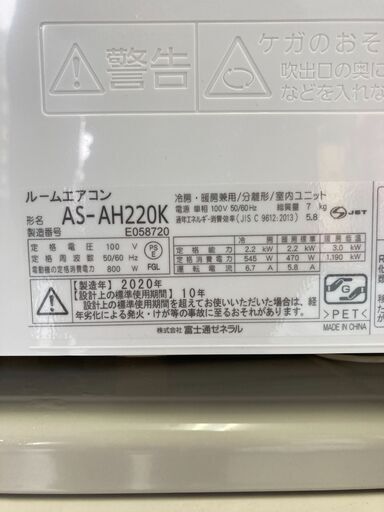 警告
ケガのおそ
吹出口の奥に
などを入れな
ルームエアコン
形名 AS-AH220K
製造番号 E058720
定格電圧 100 V
定格周波数 50/60 Hz
電動機の定格消費電力 800 W
PS E
冷房・暖房兼用/分離形/室内ユニット
電源 単相 100V 50/60Hz 総質量 7 kg
通年エネルギー消費効率(JIS C 9612:2013) 5.8
S-JET
冷房 暖房標準 暖房
定格能力 2.2 kW 2.2 kW 3.0 kW
定格消費電力 545 W 470 W 1,190 kW
運転電流 6.7 A 5.8 A
【製造年】2020年
【設計上の標準使用期間】10年
設計上の標準使用期間を超えてお使いいただいた場合は、経
年劣化による発火・けが等の事故に至るおそれがあります。
株式会社 富士通ゼネラル
G
>PET<
MADE IN CHINA